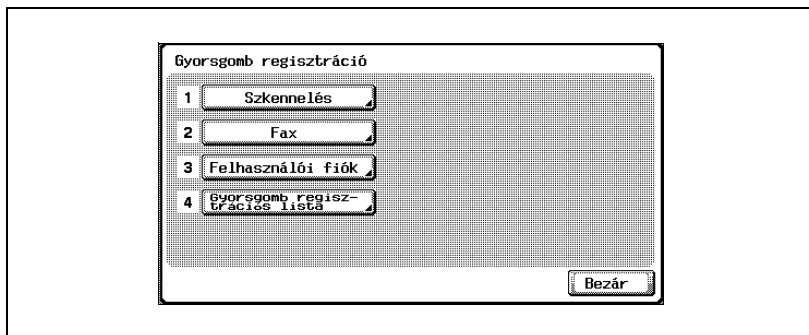 Gyorsgomb regisztráció
1 Szkennelés
2 Fax
3 Felhasználói fiók
4 Gyorsgomb regisz-
trációs lista
Bezár